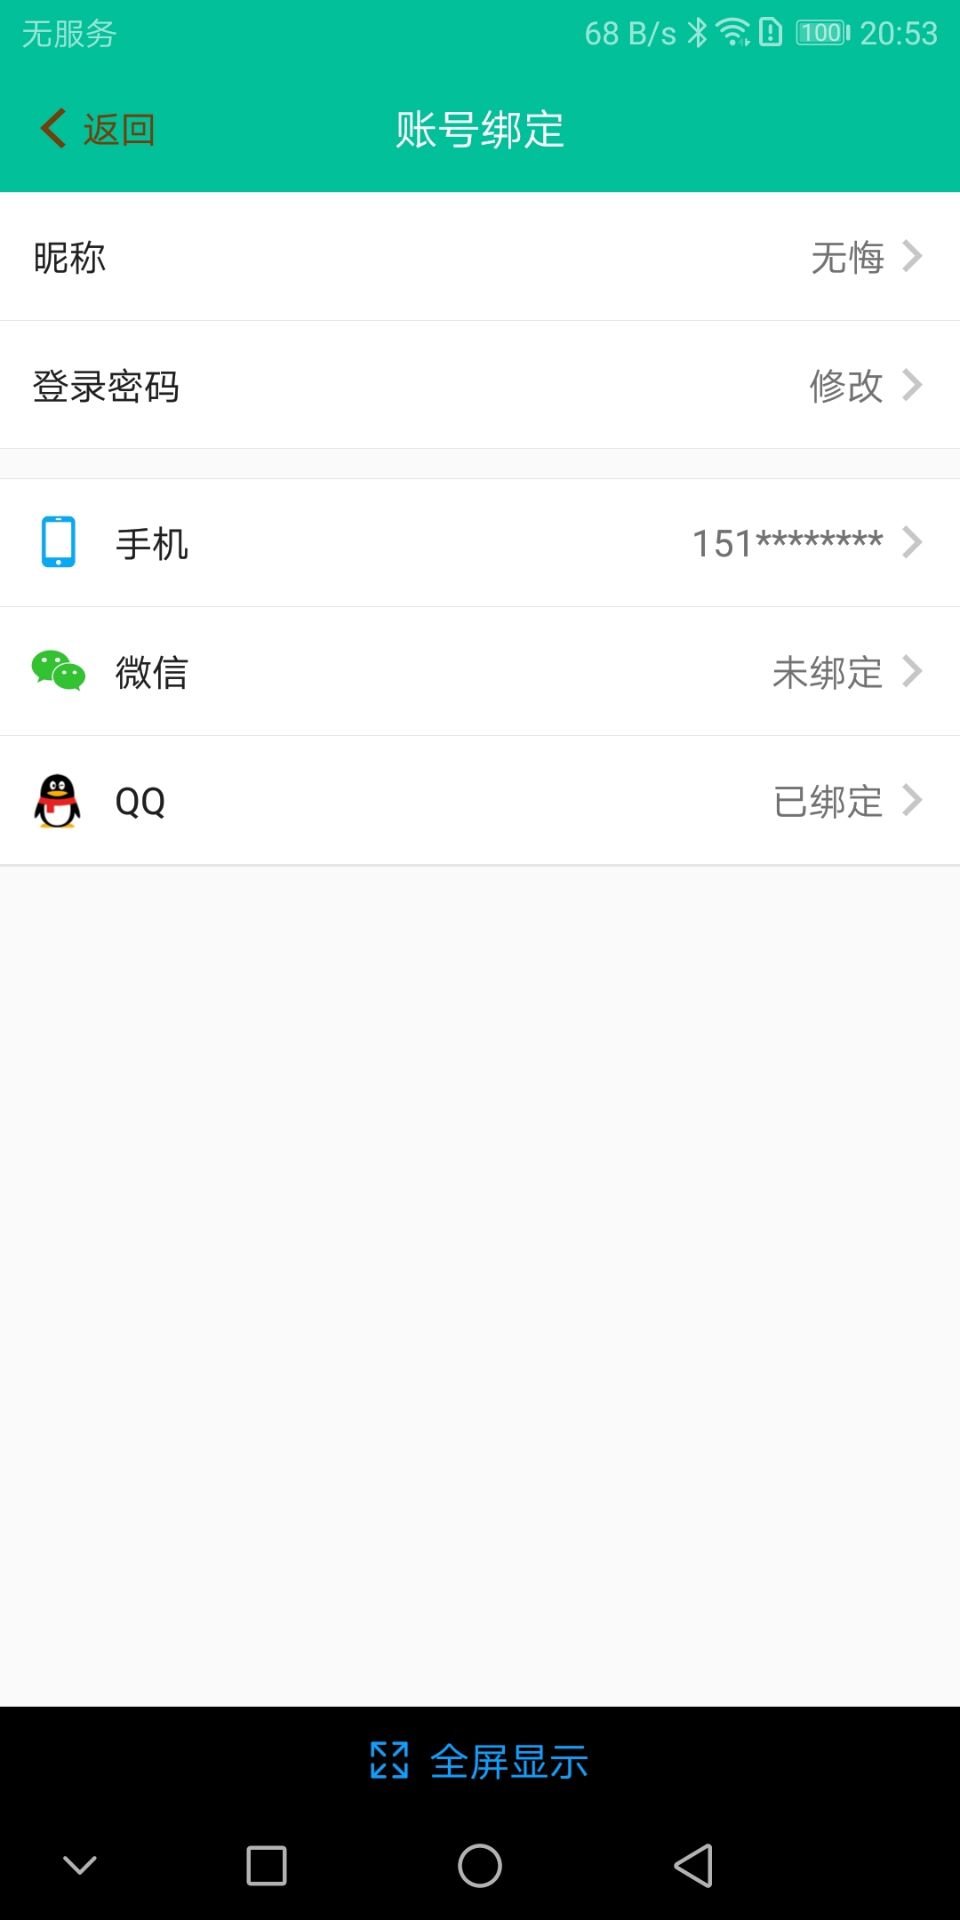 无服务 68 B/s 100 20:53
返回 账号绑定
昵称 无悔
登录密码 修改
手机 151********
微信 未绑定
QQ 已绑定
全屏显示